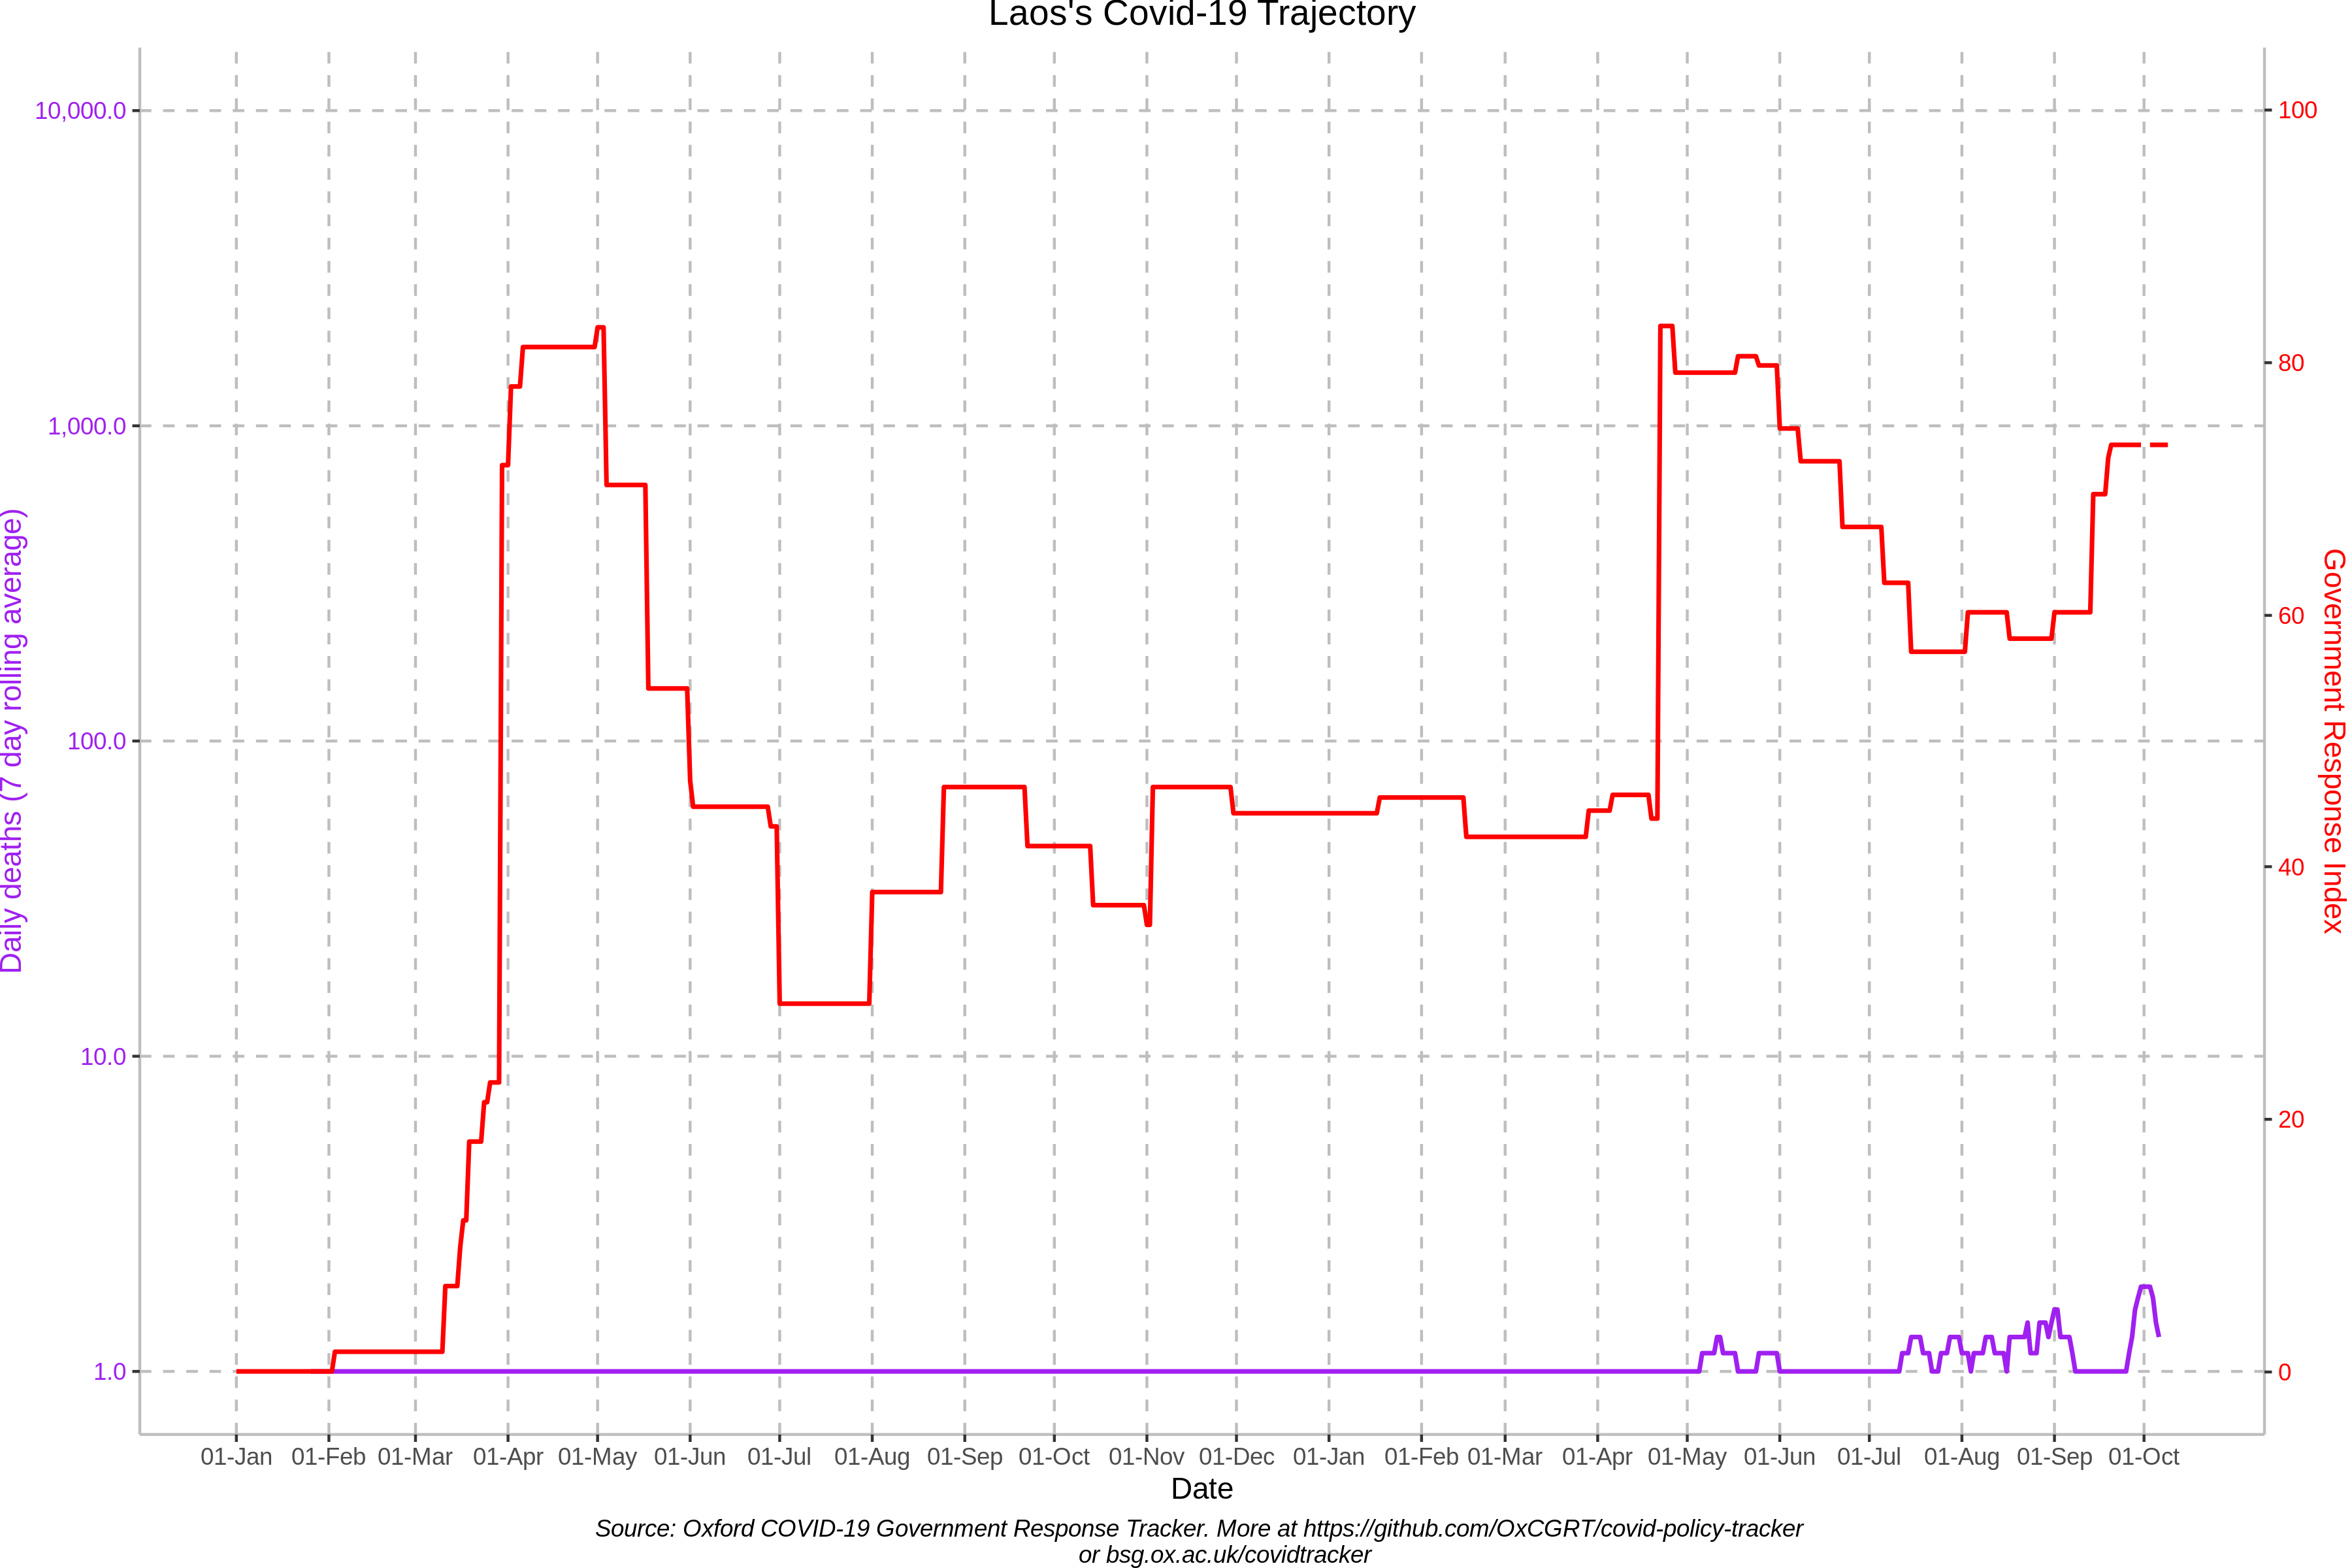 Laos's Covid-19 Trajectory
10,000.0
1,000.0
100.0
10.0
1.0
Daily deaths (7 day rolling average)
100
80
60
40
20
0
Government Response Index
01-Jan 01-Feb 01-Mar 01-Apr 01-May 01-Jun 01-Jul 01-Aug 01-Sep 01-Oct 01-Nov 01-Dec 01-Jan 01-Feb 01-Mar 01-Apr 01-May 01-Jun 01-Jul 01-Aug 01-Sep 01-Oct
Date
Source: Oxford COVID-19 Government Response Tracker. More at https://github.com/OxCGRT/covid-policy-tracker
or bsg.ox.ac.uk/covidtracker